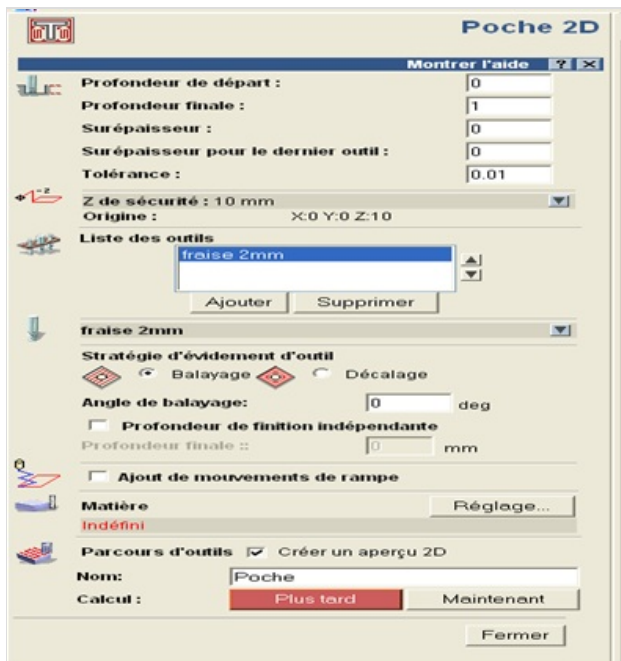 Poche 2D
Montrer l'aide ? X
Profondeur de départ : 0
Profondeur finale : 1
Surépaisseur : 0
Surépaisseur pour le dernier outil : 0
Tolérance : 0.01
Z de sécurité : 10 mm
Origine : X:0 Y:0 Z:10
Liste des outils
fraise 2mm
Ajouter Supprimer
fraise 2mm
Stratégie d'évidement d'outil
Balayage Décalage
Angle de balayage: 0 deg
Profondeur de finition indépendante
Profondeur finale :: 0 mm
Ajout de mouvements de rampe
Matière Réglage...
Indéfini
Parcours d'outils Créer un aperçu 2D
Nom: Poche
Calcul : Plus tard Maintenant
Fermer